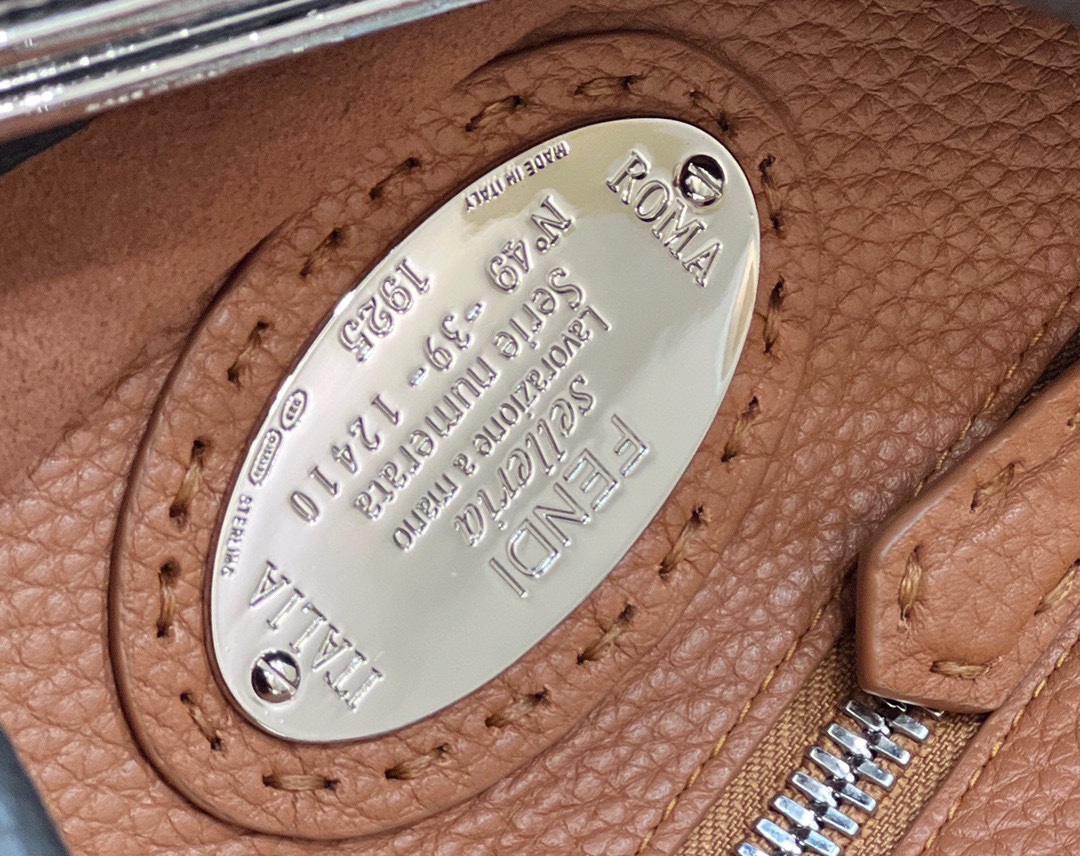 FENDI
selleria
Lavorazione a mano
Serie numerata
N° 49 - 39 - 12410
1925
MADE IN ITALY
STERLING
ROMA
ITALIA